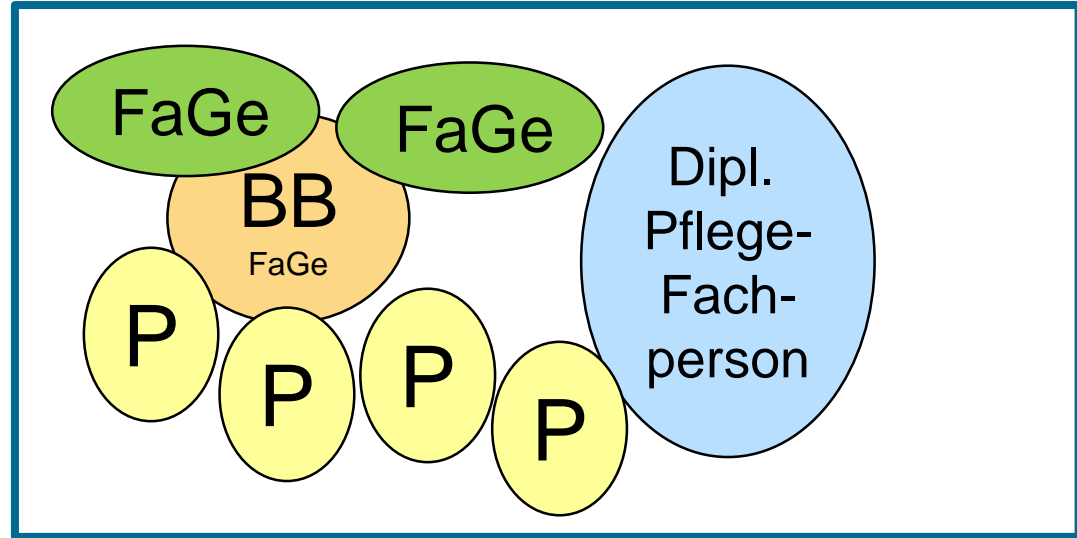 FaGe
FaGe
BB
FaGe
Dipl.
Pflege-
Fach-
person
P
P
P
P